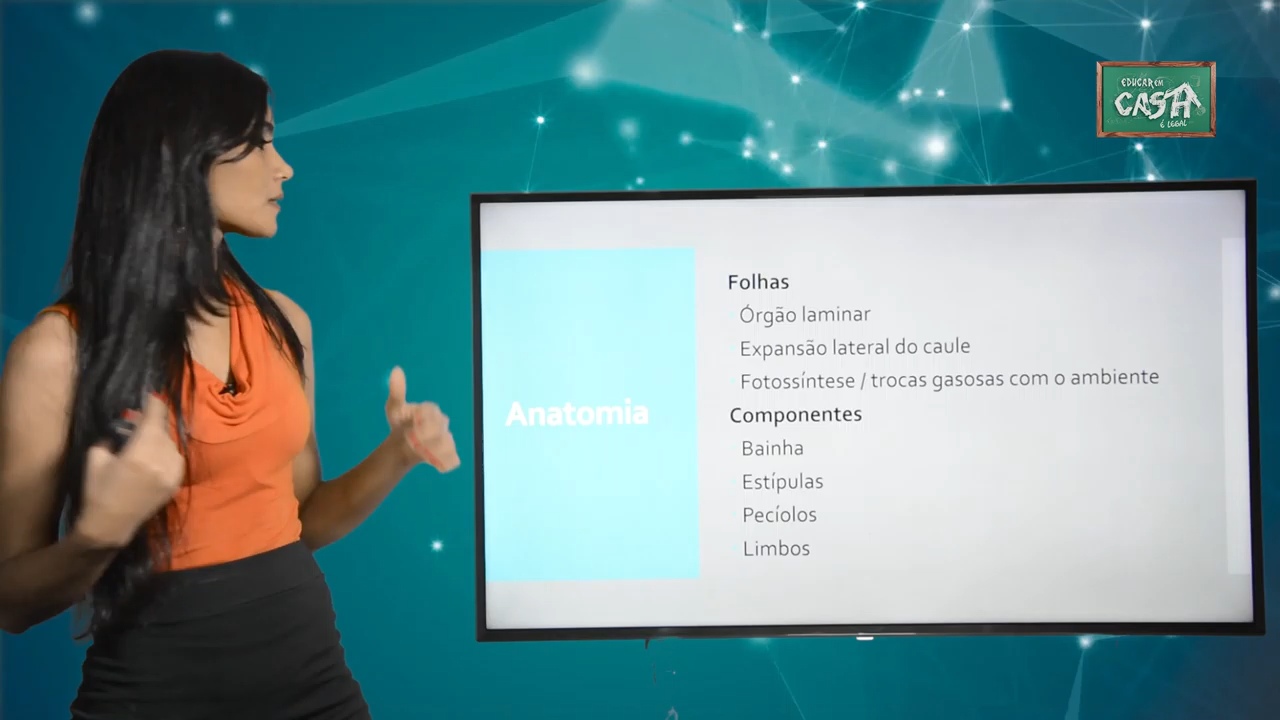 EDUCAR EM
CASA
É LEGAL
Anatomia
Folhas
Órgão laminar
Expansão lateral do caule
Fotossíntese / trocas gasosas com o ambiente
Componentes
Bainha
Estípulas
Pecíolos
Limbos